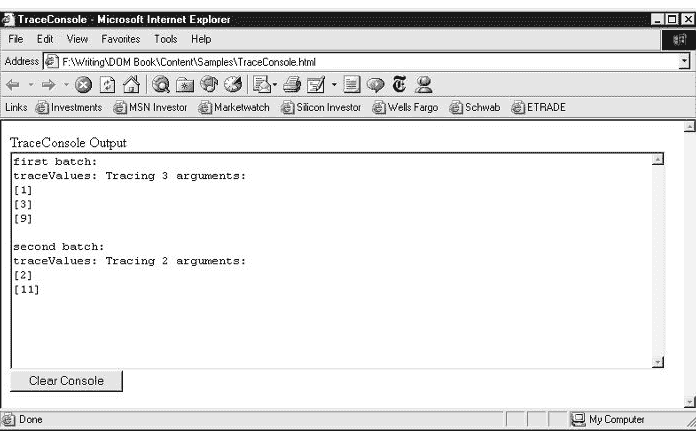 TraceConsole - Microsoft Internet Explorer
File Edit View Favorites Tools Help
Address F:\Writing\DOM Book\Content\Samples\TraceConsole.html
Links Investments MSN Investor Marketwatch Silicon Investor Wells Fargo Schwab ETRADE
TraceConsole Output
first batch:
traceValues: Tracing 3 arguments:
[1]
[3]
[9]
second batch:
traceValues: Tracing 2 arguments:
[2]
[11]
Clear Console
Done My Computer